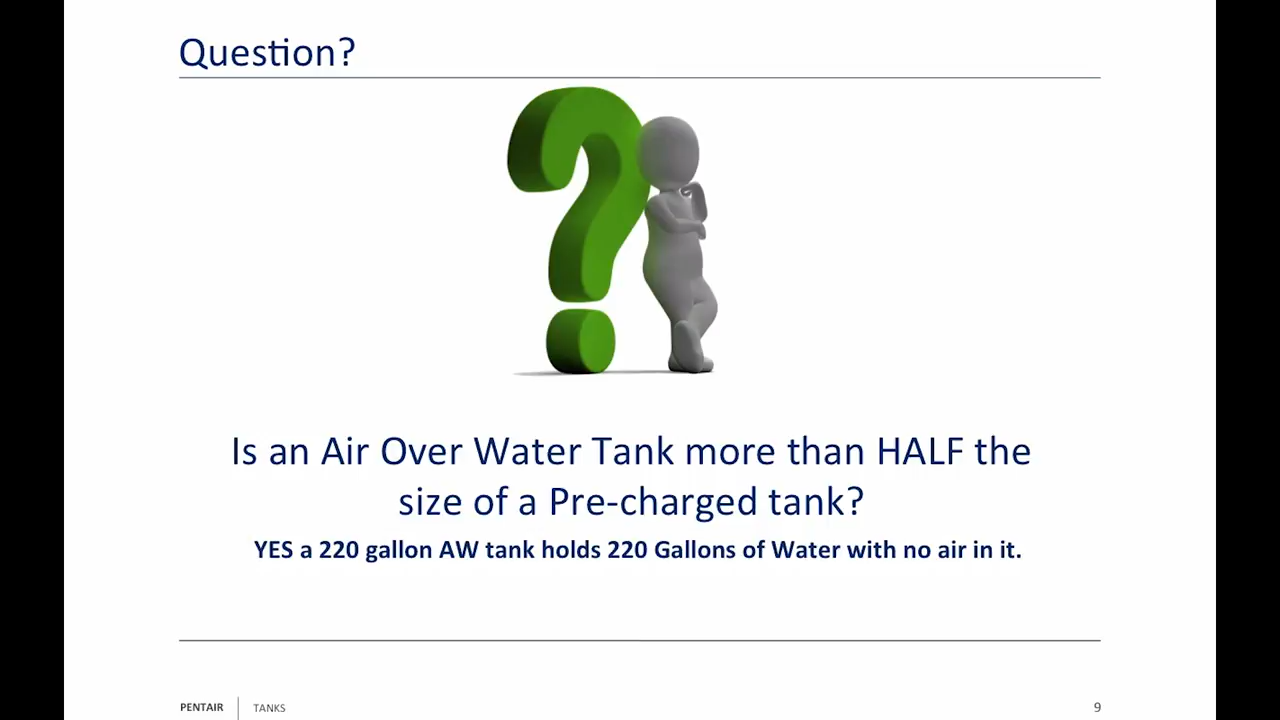 Question?
Is an Air Over Water Tank more than HALF the
size of a Pre-charged tank?
YES a 220 gallon AW tank holds 220 Gallons of Water with no air in it.
PENTAIR TANKS 9